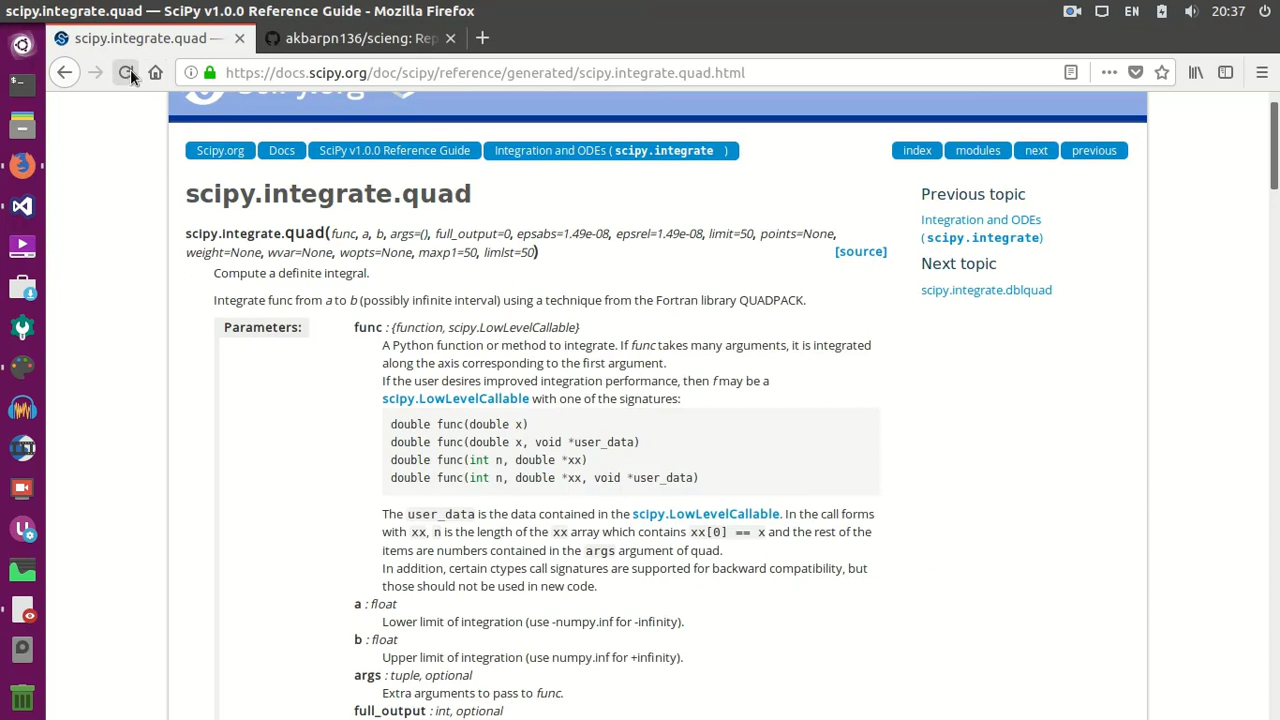 scipy.integrate.quad — SciPy v1.0.0 Reference Guide - Mozilla Firefox
EN
20:37
scipy.integrate.quad —
akbarpn136/scieng: Rep
https://docs.scipy.org/doc/scipy/reference/generated/scipy.integrate.quad.html
Scipy.org
Docs
SciPy v1.0.0 Reference Guide
Integration and ODEs (scipy.integrate )
index
modules
next
previous
scipy.integrate.quad
scipy.integrate.quad(func, a, b, args=(), full_output=0, epsabs=1.49e-08, epsrel=1.49e-08, limit=50, points=None,
weight=None, wvar=None, wopts=None, maxp1=50, limlst=50)
[source]
Compute a definite integral.
Integrate func from a to b (possibly infinite interval) using a technique from the Fortran library QUADPACK.
Parameters:
func : {function, scipy.LowLevelCallable}
A Python function or method to integrate. If func takes many arguments, it is integrated
along the axis corresponding to the first argument.
If the user desires improved integration performance, then f may be a
scipy.LowLevelCallable with one of the signatures:
double func(double x)
double func(double x, void *user_data)
double func(int n, double *xx)
double func(int n, double *xx, void *user_data)
The user_data is the data contained in the scipy.LowLevelCallable. In the call forms
with xx, n is the length of the xx array which contains xx[0] == x and the rest of the
items are numbers contained in the args argument of quad.
In addition, certain ctypes call signatures are supported for backward compatibility, but
those should not be used in new code.
a : float
Lower limit of integration (use -numpy.inf for -infinity).
b : float
Upper limit of integration (use numpy.inf for +infinity).
args : tuple, optional
Extra arguments to pass to func.
full_output : int, optional
Previous topic
Integration and ODEs
(scipy.integrate)
Next topic
scipy.integrate.dblquad